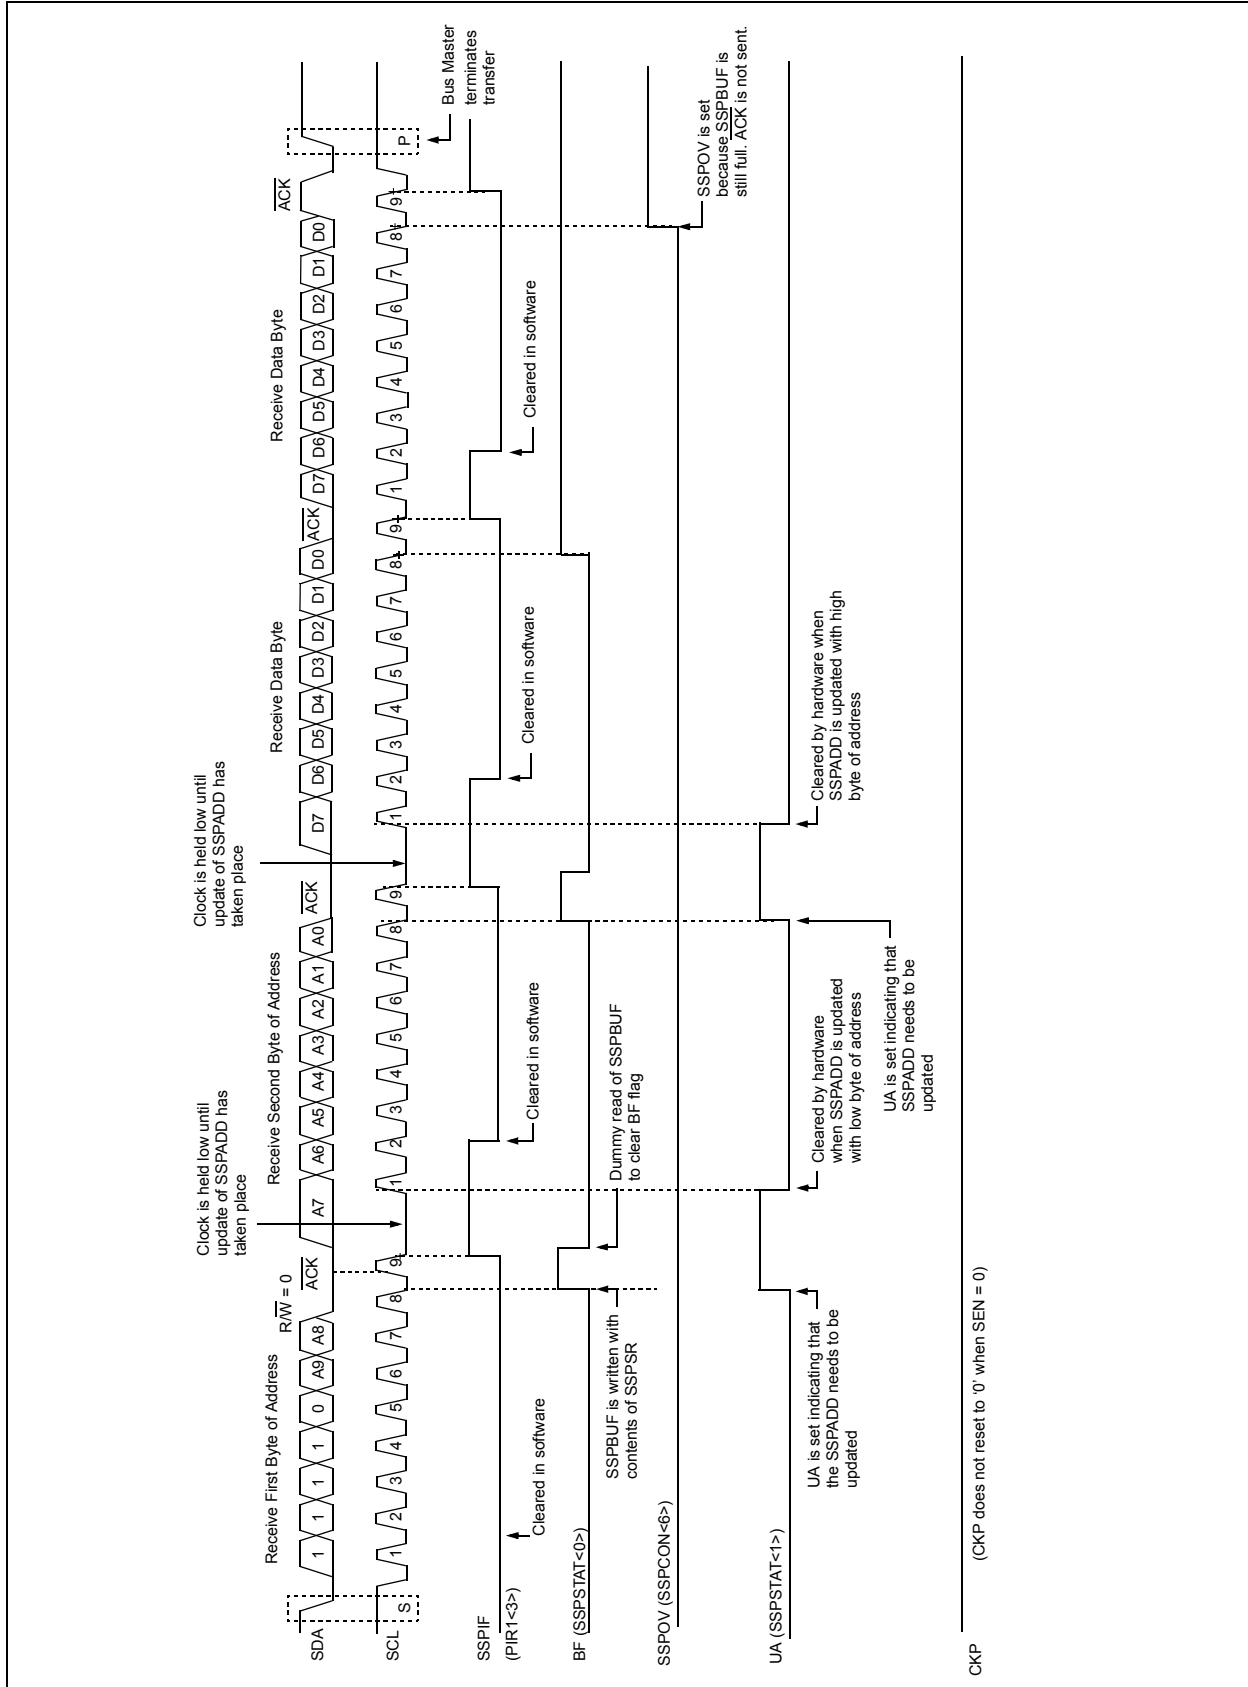 Clock is held low until
update of SSPADD has
taken place
Clock is held low until
update of SSPADD has
taken place
Receive First Byte of Address
R/W = 0
Receive Second Byte of Address
Receive Data Byte
Receive Data Byte
SDA
1 1 1 1 0 A9 A8 ACK A7 A6 A5 A4 A3 A2 A1 A0 ACK D7 D6 D5 D4 D3 D2 D1 D0 ACK D7 D6 D5 D4 D3 D2 D1 D0 ACK
SCL
S 1 2 3 4 5 6 7 8 9 1 2 3 4 5 6 7 8 9 1 2 3 4 5 6 7 8 9 1 2 3 4 5 6 7 8 9 P
Bus Master
terminates
transfer
SSPIF
(PIR1<3>)
Cleared in software
Cleared in software
Cleared in software
Cleared in software
BF (SSPSTAT<0>)
SSPBUF is written with
contents of SSPSR
Dummy read of SSPBUF
to clear BF flag
SSPOV (SSPCON<6>)
SSPOV is set
because SSPBUF is
still full. ACK is not sent.
UA (SSPSTAT<1>)
UA is set indicating that
the SSPADD needs to be
updated
Cleared by hardware
when SSPADD is updated
with low byte of address
UA is set indicating that
SSPADD needs to be
updated
Cleared by hardware when
SSPADD is updated with high
byte of address
CKP
(CKP does not reset to ‘0’ when SEN = 0)